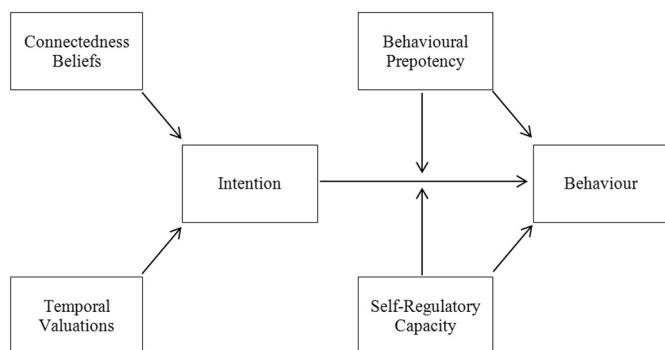 Connectedness
Beliefs
Behavioural
Prepotency
Intention
Behaviour
Temporal
Valuations
Self-Regulatory
Capacity